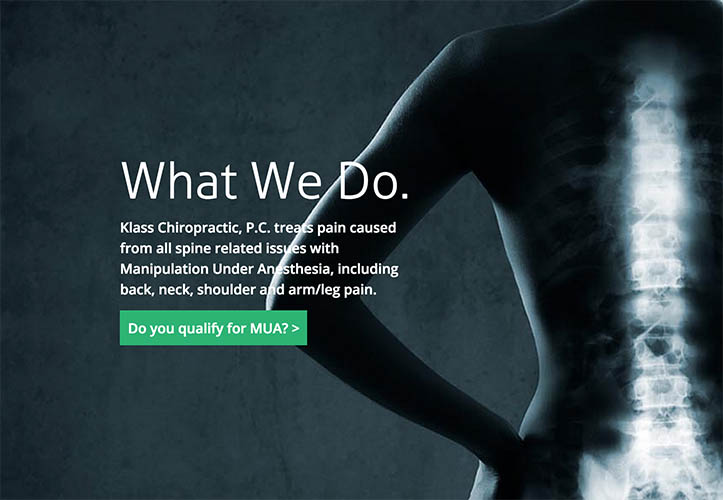 What We Do.
Klass Chiropractic, P.C. treats pain caused
from all spine related issues with
Manipulation Under Anesthesia, including
back, neck, shoulder and arm/leg pain.
Do you qualify for MUA? >